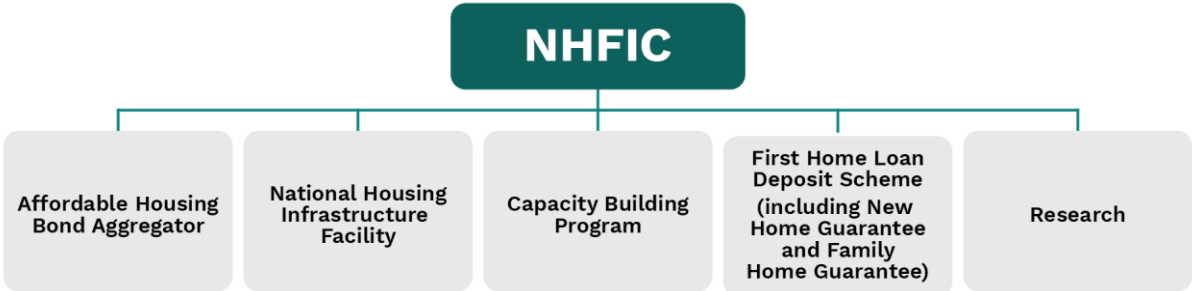 NHFIC
Affordable Housing
Bond Aggregator
National Housing
Infrastructure
Facility
Capacity Building
Program
First Home Loan
Deposit Scheme
(including New
Home Guarantee
and Family
Home Guarantee)
Research